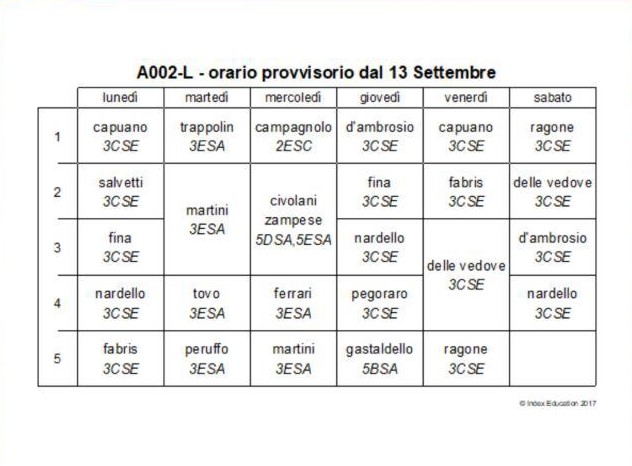 A002-L - orario provvisorio dal 13 Settembre
lunedì martedì mercoledì giovedì venerdì sabato
1 capuano trappolin campagnolo d'ambrosio capuano ragone
3CSE 3ESA 2ESC 3CSE 3CSE 3CSE
2 salvetti martini civolani zampese fina fabris delle vedove
3CSE 3ESA 5DSA,5ESA 3CSE 3CSE 3CSE
3 fina nardello delle vedove d'ambrosio
3CSE 3CSE 3CSE 3CSE
4 nardello tovo ferrari pegoraro nardello
3CSE 3ESA 3ESA 3CSE 3CSE
5 fabris peruffo martini gastaldello ragone
3CSE 3ESA 3ESA 5BSA 3CSE
© Index Education 2017